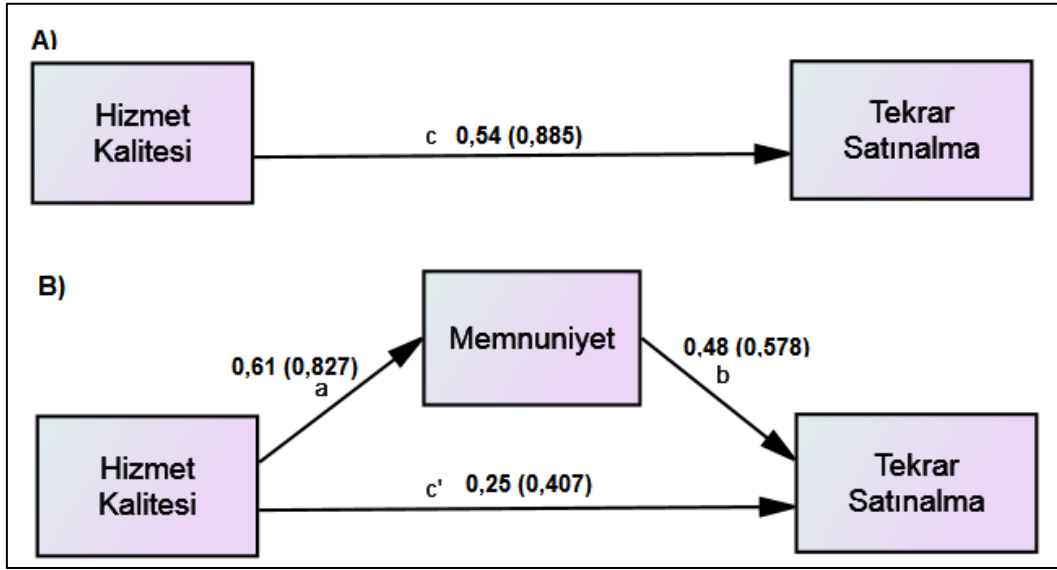 A)
Hizmet
Kalitesi
c 0,54 (0,885)
Tekrar
Satınalma
B)
Memnuniyet
0,61 (0,827)
a
0,48 (0,578)
b
Hizmet
Kalitesi
c' 0,25 (0,407)
Tekrar
Satınalma